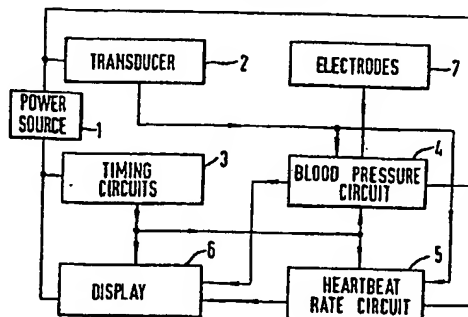 TRANSDUCER
2
ELECTRODES
7
POWER
SOURCE
1
TIMING
CIRCUITS
3
BLOOD PRESSURE
CIRCUIT
4
DISPLAY
6
HEARTBEAT
RATE CIRCUIT
5